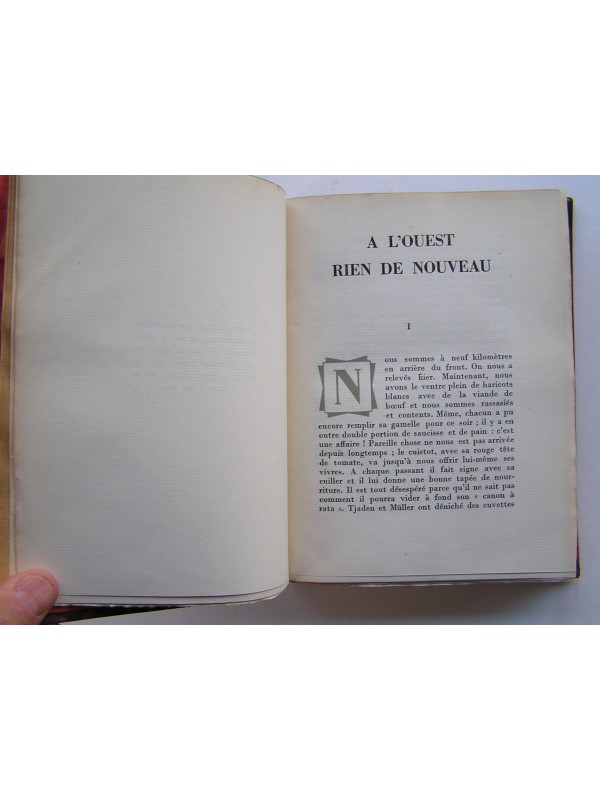 A L'OUEST
RIEN DE NOUVEAU
I
Nous sommes à neuf kilomètres
en arrière du front. On nous a
relevés hier. Maintenant, nous
avons le ventre plein de haricots
blancs avec de la viande de
bœuf et nous sommes rassasiés
et contents. Même, chacun a pu
encore remplir sa gamelle pour ce soir ; il y a en
outre double portion de saucisse et de pain : c'est
une affaire ! Pareille chose ne nous est pas arrivée
depuis longtemps ; le cuistot, avec sa rouge tête
de tomate, va jusqu'à nous offrir lui-même ses
vivres. A chaque passant il fait signe avec sa
cuiller et il lui donne une bonne tapée de nour-
riture. Il est tout désespéré parce qu'il ne sait pas
comment il pourra vider à fond son « canon à
rata ». Tjaden et Müller ont déniché des cuvettes